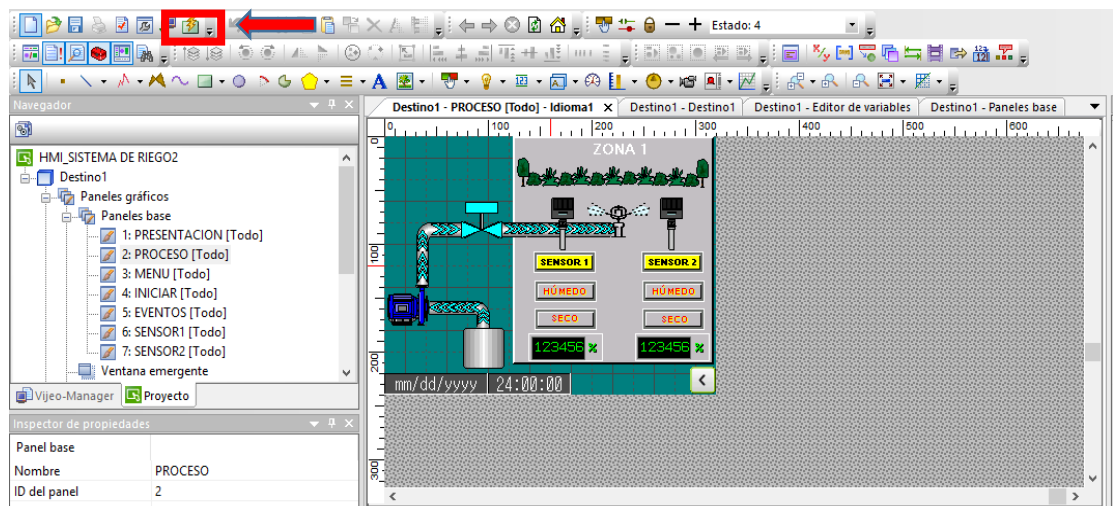 Estado: 4
Navegador
HMI_SISTEMA DE RIEGO2
Destino1
Paneles gráficos
Paneles base
1: PRESENTACION [Todo]
2: PROCESO [Todo]
3: MENU [Todo]
4: INICIAR [Todo]
5: EVENTOS [Todo]
6: SENSOR1 [Todo]
7: SENSOR2 [Todo]
Ventana emergente
Vijeo-Manager Proyecto
Inspector de propiedades
Panel base
Nombre PROCESO
ID del panel 2
Destino1 - PROCESO [Todo] - Idioma1 Destino1 - Destino1 Destino1 - Editor de variables Destino1 - Paneles base
0 100 200 300 400 500 600
100
200
300
ZONA 1
SENSOR 1 SENSOR 2
HÚMEDO HÚMEDO
SECO SECO
123456 % 123456 %
mm/dd/yyyy 24:00:00